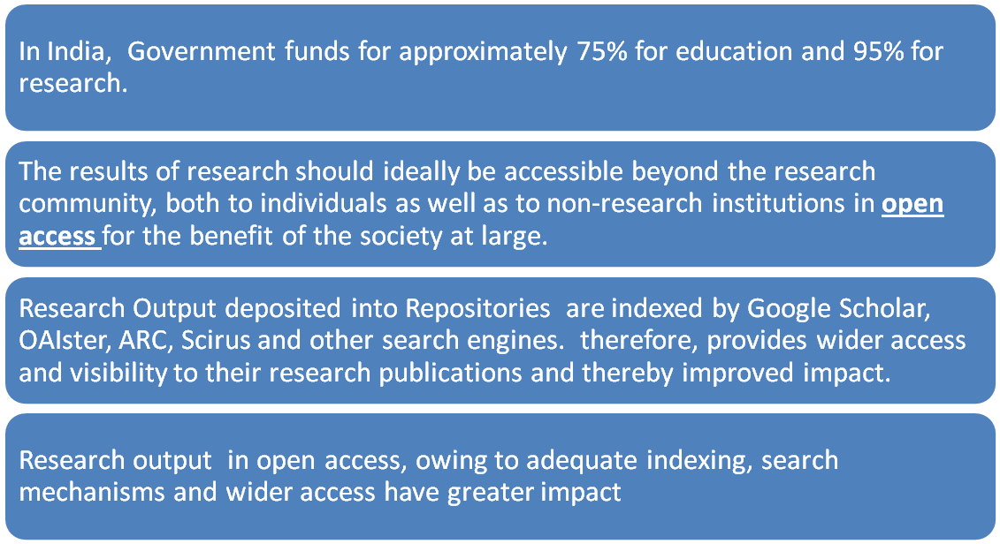 In India,  Government funds for approximately 75% for education and 95% for
research.
The results of research should ideally be accessible beyond the research
community, both to individuals as well as to non-research institutions in open
access for the benefit of the society at large.
Research Output deposited into Repositories  are indexed by Google Scholar,
OAIster, ARC, Scirus and other search engines.  therefore, provides wider access
and visibility to their research publications and thereby improved impact.
Research output  in open access, owing to adequate indexing, search
mechanisms and wider access have greater impact